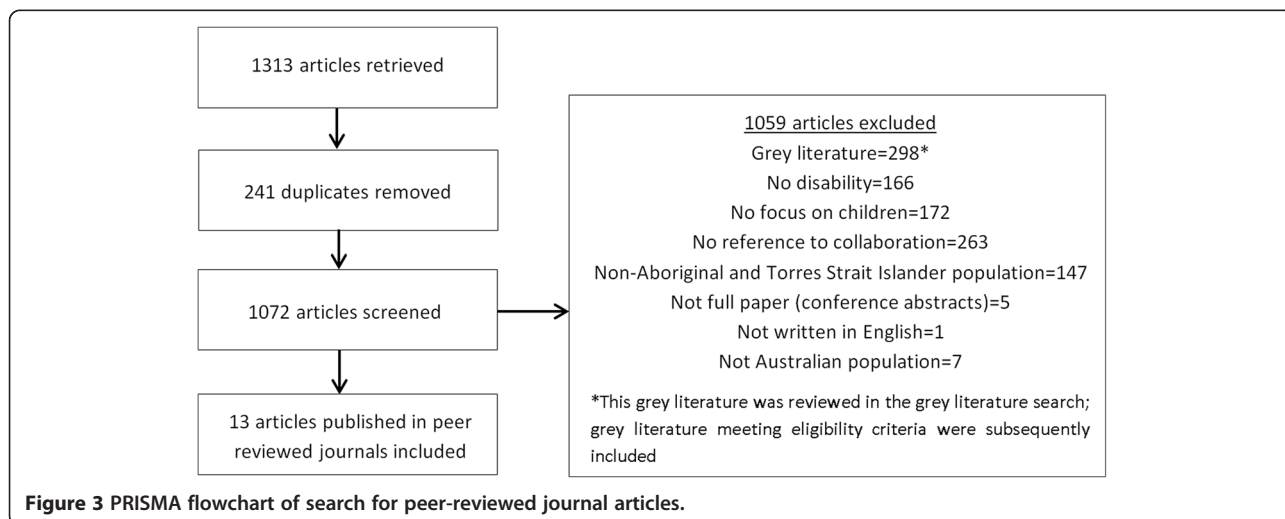 1313 articles retrieved
241 duplicates removed
1072 articles screened
13 articles published in peer
reviewed journals included
1059 articles excluded
Grey literature=298*
No disability=166
No focus on children=172
No reference to collaboration=263
Non-Aboriginal and Torres Strait Islander population=147
Not full paper (conference abstracts)=5
Not written in English=1
Not Australian population=7
*This grey literature was reviewed in the grey literature search;
grey literature meeting eligibility criteria were subsequently
included
Figure 3 PRISMA flowchart of search for peer-reviewed journal articles.